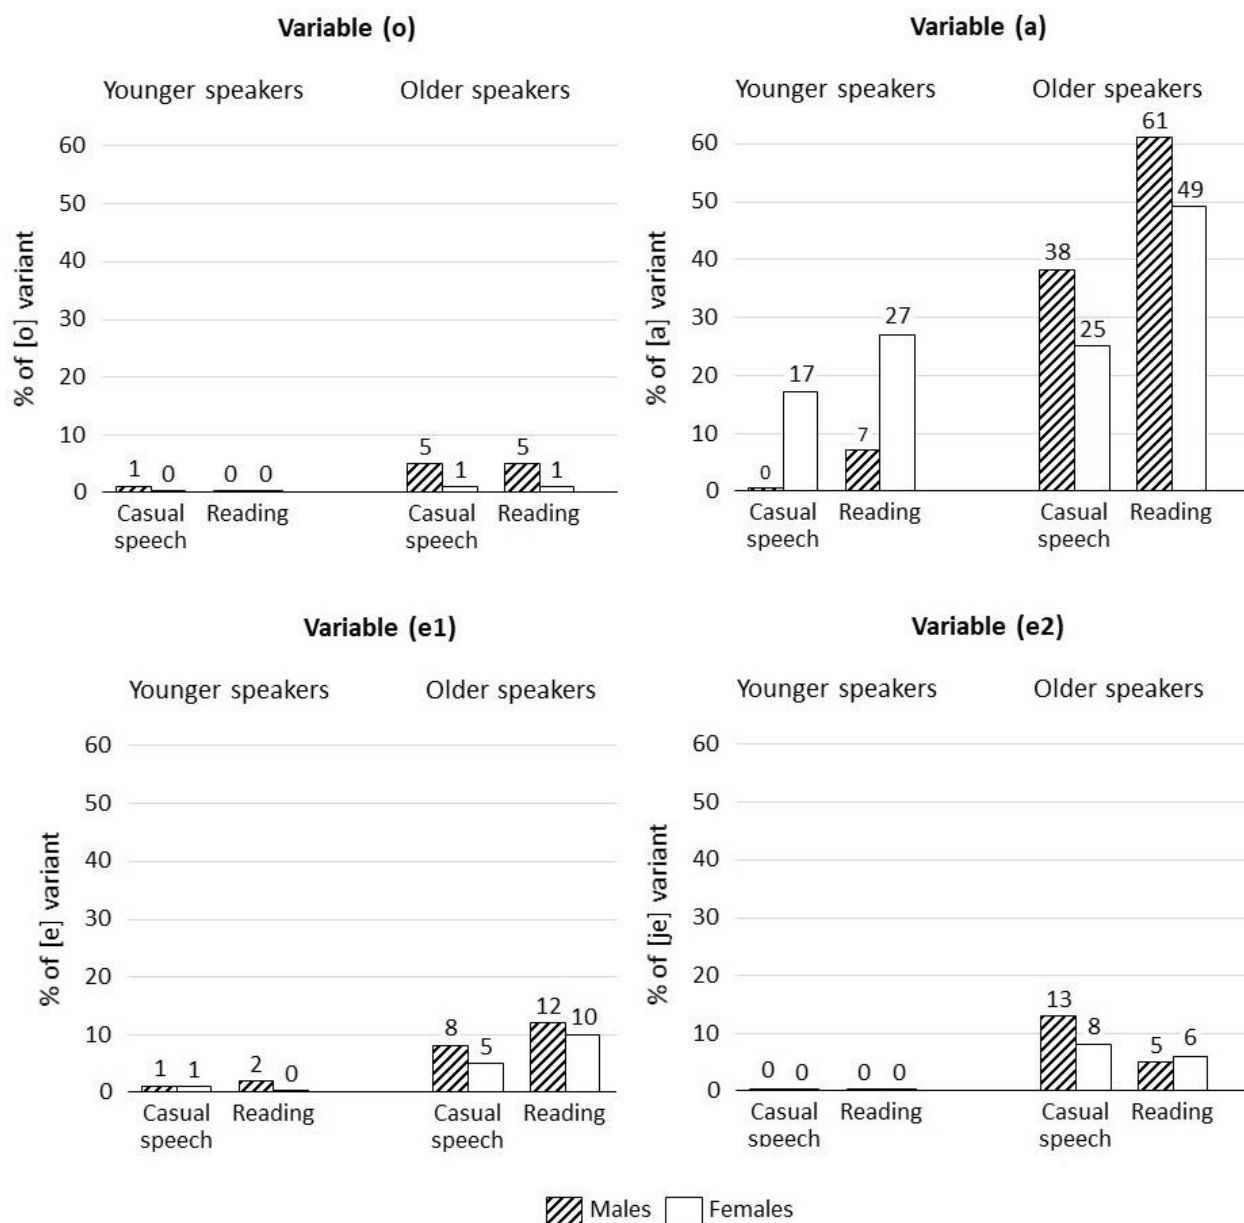 Variable (o)
Younger speakers Older speakers
% of [o] variant
60
50
40
30
20
10
0
1 0 0 0 5 1 5 1
Casual speech Reading Casual speech Reading
Variable (a)
Younger speakers Older speakers
% of [a] variant
60
50
40
30
20
10
0
0 17 7 27 38 25 61 49
Casual speech Reading Casual speech Reading
Variable (e1)
Younger speakers Older speakers
% of [e] variant
60
50
40
30
20
10
0
1 1 2 0 8 5 12 10
Casual speech Reading Casual speech Reading
Variable (e2)
Younger speakers Older speakers
% of [je] variant
60
50
40
30
20
10
0
0 0 0 0 13 8 5 6
Casual speech Reading Casual speech Reading
Males Females